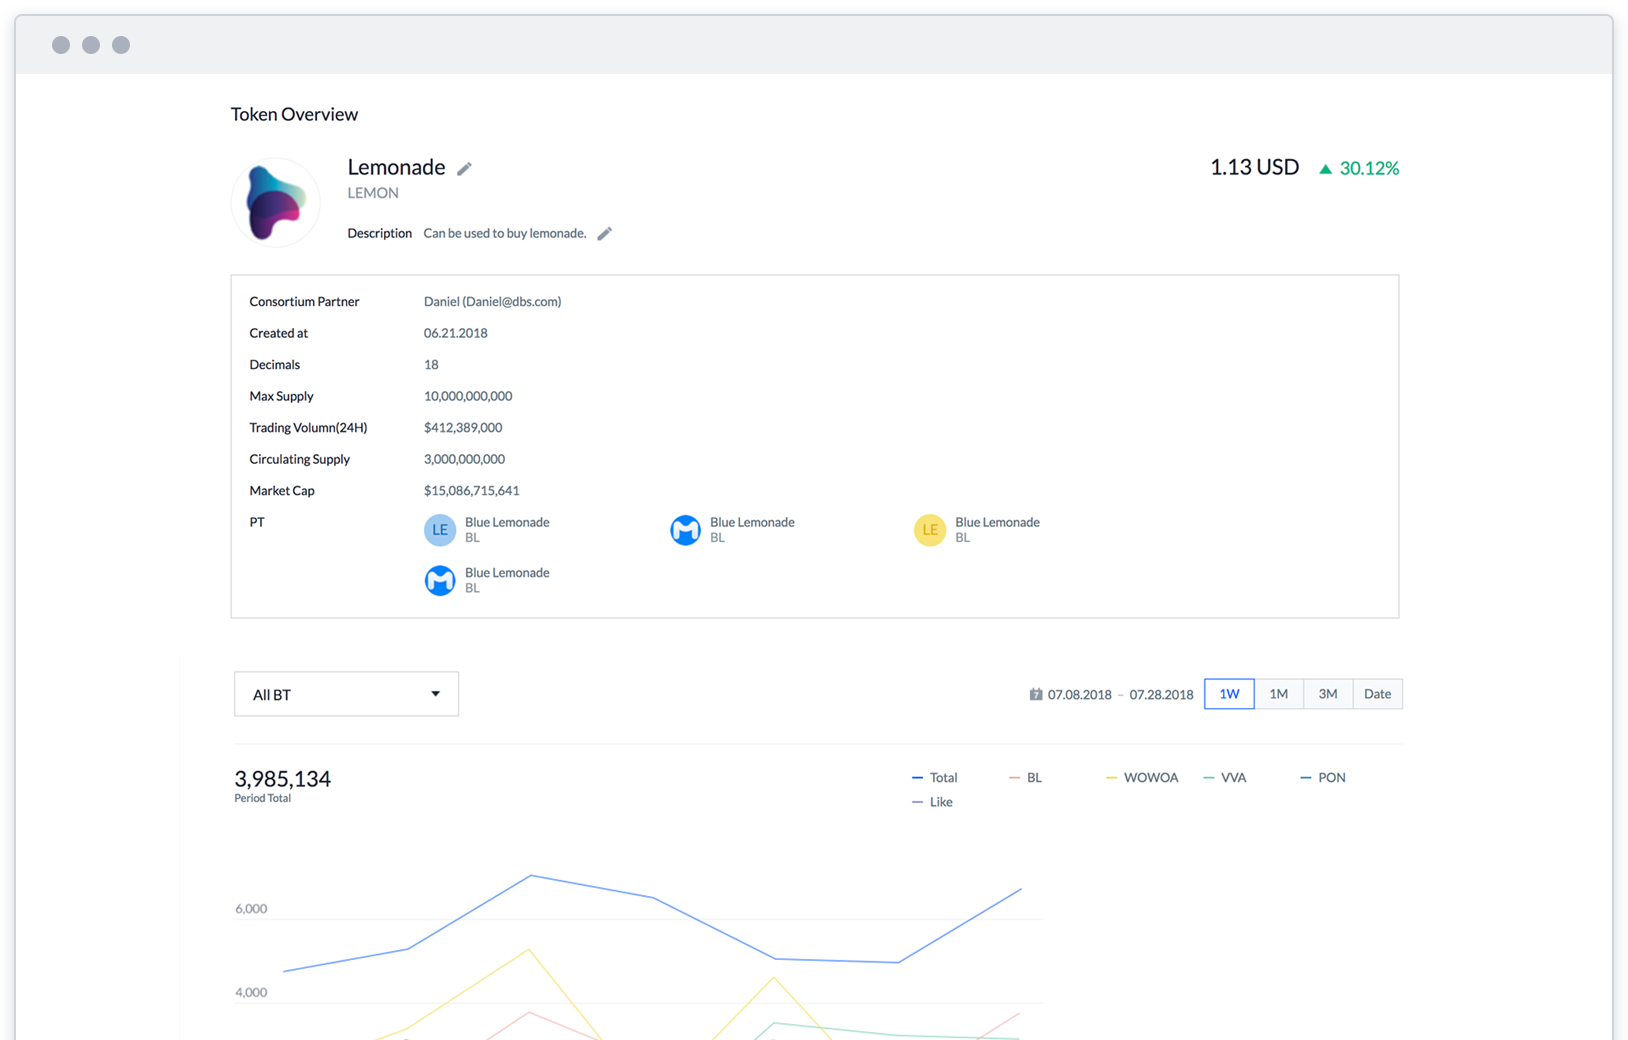 Token Overview
Lemonade
LEMON
1.13 USD 30.12%
Description Can be used to buy lemonade.
Consortium Partner Daniel (Daniel@dbs.com)
Created at 06.21.2018
Decimals 18
Max Supply 10,000,000,000
Trading Volumn(24H) $412,389,000
Circulating Supply 3,000,000,000
Market Cap $15,086,715,641
PT
LE Blue Lemonade
BL
Blue Lemonade
BL
LE Blue Lemonade
BL
Blue Lemonade
BL
All BT
7 07.08.2018 – 07.28.2018 1W 1M 3M Date
3,985,134
Period Total
Total BL WOWOA VVA PON
Like
6,000
4,000